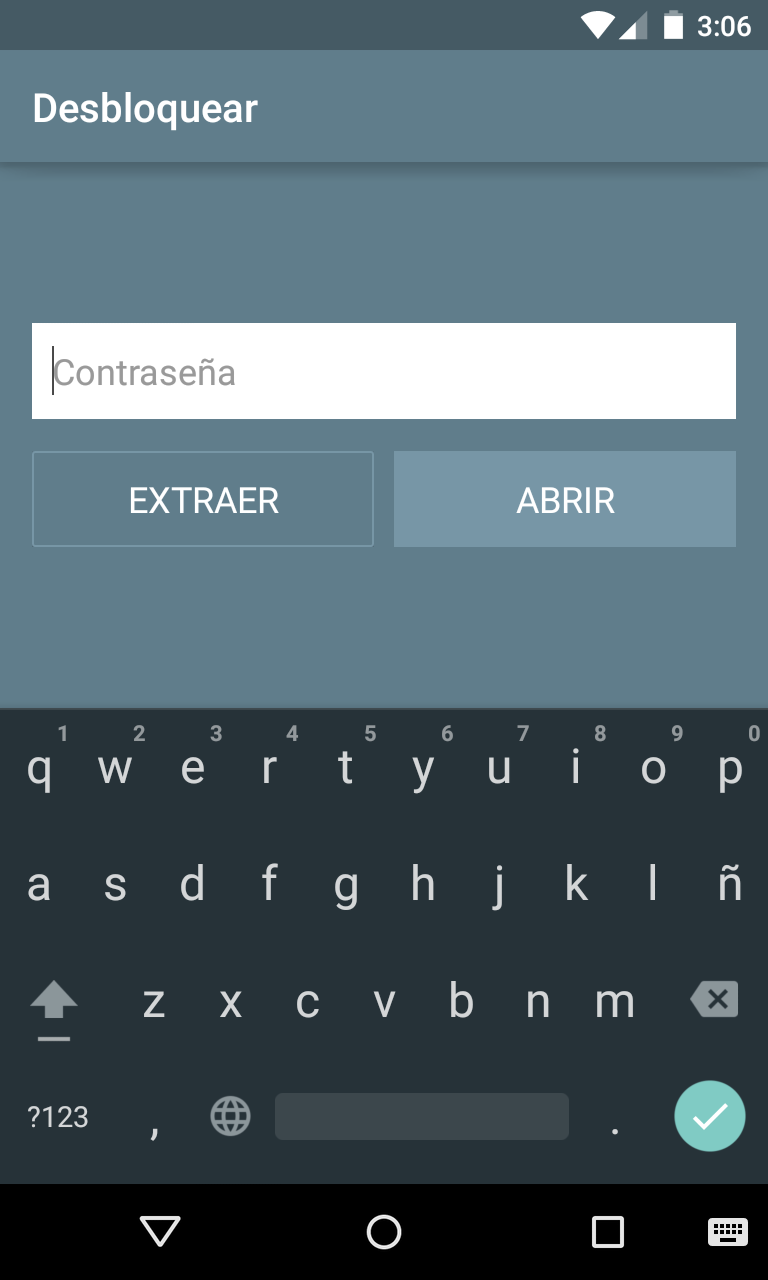 3:06
Desbloquear
Contraseña
EXTRAER ABRIR
1 2 3 4 5 6 7 8 9 0
q w e r t y u i o p
a s d f g h j k l ñ
z x c v b n m
?123 , .